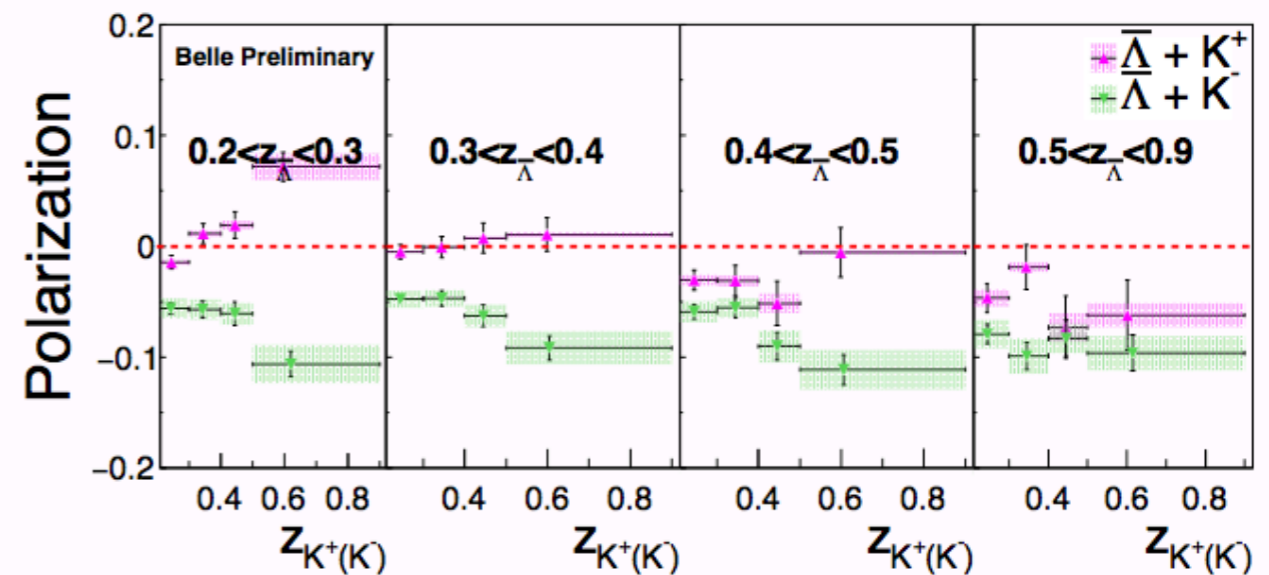 Polarization
0.2
0.1
0
−0.1
−0.2
Belle Preliminary
0.2<z_Λ̅<0.3
0.3<z_Λ̅<0.4
0.4<z_Λ̅<0.5
0.5<z_Λ̅<0.9
Λ̅ + K⁺
Λ̅ + K⁻
0.4 0.6 0.8
0.4 0.6 0.8
0.4 0.6 0.8
0.4 0.6 0.8
z_K⁺(K⁻)
z_K⁺(K⁻)
z_K⁺(K⁻)
z_K⁺(K⁻)